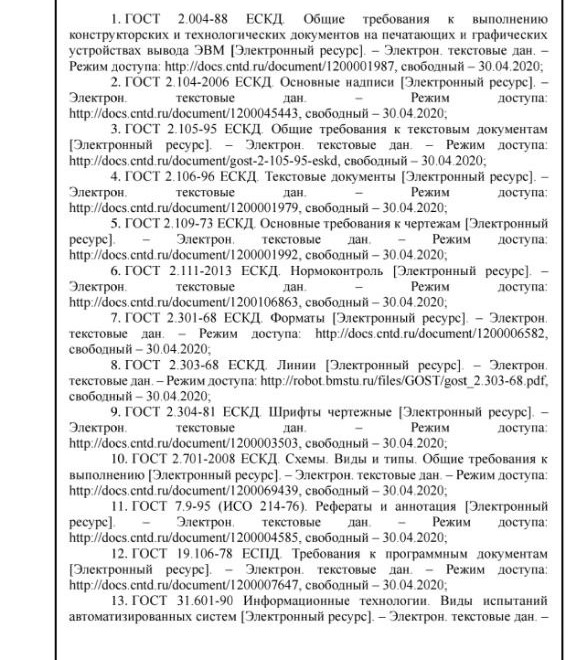 1. ГОСТ 2.004-88 ЕСКД. Общие требования к выполнению
конструкторских и технологических документов на печатающих и графических
устройствах вывода ЭВМ [Электронный ресурс]. – Электрон. текстовые дан. –
Режим доступа: http://docs.cntd.ru/document/1200001987, свободный – 30.04.2020;
2. ГОСТ 2.104-2006 ЕСКД. Основные надписи [Электронный ресурс]. –
Электрон. текстовые дан. – Режим доступа:
http://docs.cntd.ru/document/1200045443, свободный – 30.04.2020;
3. ГОСТ 2.105-95 ЕСКД. Общие требования к текстовым документам
[Электронный ресурс]. – Электрон. текстовые дан. – Режим доступа:
http://docs.cntd.ru/document/gost-2-105-95-eskd, свободный – 30.04.2020;
4. ГОСТ 2.106-96 ЕСКД. Текстовые документы [Электронный ресурс]. –
Электрон. текстовые дан. – Режим доступа:
http://docs.cntd.ru/document/1200001979, свободный – 30.04.2020;
5. ГОСТ 2.109-73 ЕСКД. Основные требования к чертежам [Электронный
ресурс]. – Электрон. текстовые дан. – Режим доступа:
http://docs.cntd.ru/document/1200001992, свободный – 30.04.2020;
6. ГОСТ 2.111-2013 ЕСКД. Нормоконтроль [Электронный ресурс]. –
Электрон. текстовые дан. – Режим доступа:
http://docs.cntd.ru/document/1200106863, свободный – 30.04.2020;
7. ГОСТ 2.301-68 ЕСКД. Форматы [Электронный ресурс]. – Электрон.
текстовые дан. – Режим доступа: http://docs.cntd.ru/document/1200006582,
свободный – 30.04.2020;
8. ГОСТ 2.303-68 ЕСКД. Линии [Электронный ресурс]. – Электрон.
текстовые дан. – Режим доступа: http://robot.bmstu.ru/files/GOST/gost_2.303-68.pdf,
свободный – 30.04.2020;
9. ГОСТ 2.304-81 ЕСКД. Шрифты чертежные [Электронный ресурс]. –
Электрон. текстовые дан. – Режим доступа:
http://docs.cntd.ru/document/1200003503, свободный – 30.04.2020;
10. ГОСТ 2.701-2008 ЕСКД. Схемы. Виды и типы. Общие требования к
выполнению [Электронный ресурс]. – Электрон. текстовые дан. – Режим доступа:
http://docs.cntd.ru/document/1200069439, свободный – 30.04.2020;
11. ГОСТ 7.9-95 (ИСО 214-76). Рефераты и аннотация [Электронный
ресурс]. – Электрон. текстовые дан. – Режим доступа:
http://docs.cntd.ru/document/1200004585, свободный – 30.04.2020;
12. ГОСТ 19.106-78 ЕСПД. Требования к программным документам
[Электронный ресурс]. – Электрон. текстовые дан. – Режим доступа:
http://docs.cntd.ru/document/1200007647, свободный – 30.04.2020;
13. ГОСТ 31.601-90 Информационные технологии. Виды испытаний
автоматизированных систем [Электронный ресурс]. – Электрон. текстовые дан. –